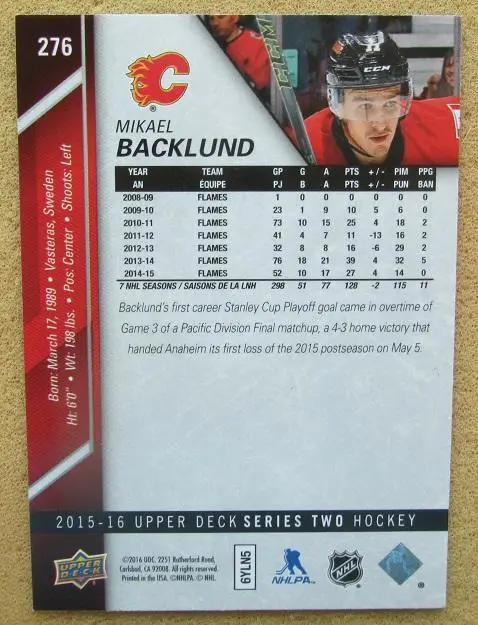 276
MIKAEL
BACKLUND
CCM
11
CCM
Born: March 17, 1989 • Vasteras, Sweden
Ht: 6'0" • Wt: 198 lbs. • Pos: Center • Shoots: Left
YEAR TEAM GP G A PTS +/- PIM PPG
AN ÉQUIPE PJ B A PTS +/- PUN BAN
2008-09 FLAMES 1 0 0 0 0 0 0
2009-10 FLAMES 23 1 9 10 5 6 0
2010-11 FLAMES 73 10 15 25 4 18 2
2011-12 FLAMES 41 4 7 11 -13 16 2
2012-13 FLAMES 32 8 8 16 -6 29 2
2013-14 FLAMES 76 18 21 39 4 32 5
2014-15 FLAMES 52 10 17 27 4 14 0
7 NHL SEASONS / SAISONS DE LA LNH 298 51 77 128 -2 115 11
Backlund's first career Stanley Cup Playoff goal came in overtime of
Game 3 of a Pacific Division Final matchup, a 4-3 home victory that
handed Anaheim its first loss of the 2015 postseason on May 5.
2015-16 UPPER DECK SERIES TWO HOCKEY
UPPER DECK
©2016 UDC, 2251 Rutherford Road,
Carlsbad, CA 92008. All rights reserved.
Printed in the USA. ©NHLPA. © NHL.
6YLN5
NHLPA
NHL